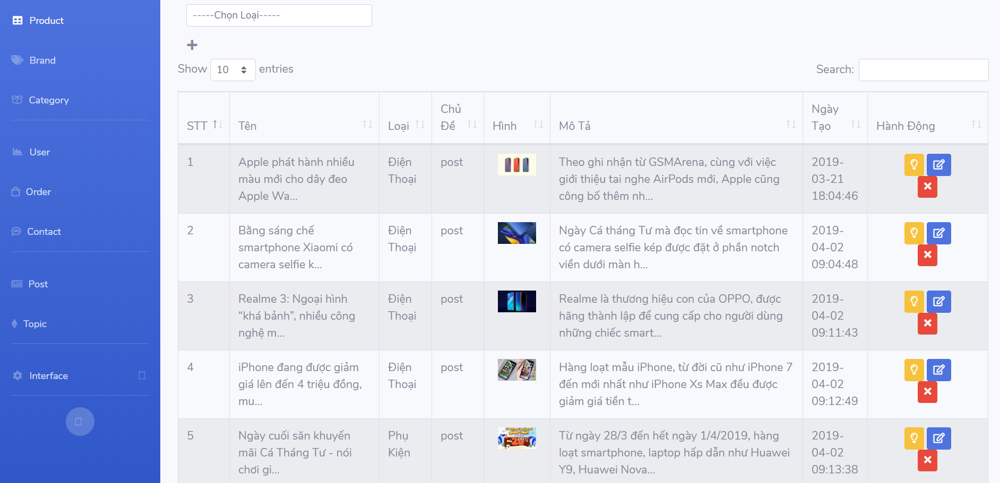 Product
Brand
Category
User
Order
Contact
Post
Topic
Interface
-----Chọn Loại-----
Show 10 entries
Search:
STT
Tên
Loại
Chủ
Đề
Hình
Mô Tả
Ngày
Tạo
Hành Động
1
Apple phát hành nhiều
màu mới cho dây đeo
Apple Wa...
Điện
Thoại
post
Theo ghi nhận từ GSMArena, cùng với việc
giới thiệu tai nghe AirPods mới, Apple cũng
công bố thêm nh...
2019-
03-21
18:04:46
2
Bằng sáng chế
smartphone Xiaomi có
camera selfie k...
Điện
Thoại
post
Ngày Cá tháng Tư mà đọc tin về smartphone
có camera selfie kép được đặt ở phần notch
viền dưới màn h...
2019-
04-02
09:04:48
3
Realme 3: Ngoại hình
“khá bảnh”, nhiều công
nghệ m...
Điện
Thoại
post
Realme là thương hiệu con của OPPO, được
hãng thành lập để cung cấp cho người dùng
những chiếc smart...
2019-
04-02
09:11:43
4
iPhone đang được giảm
giá lên đến 4 triệu đồng,
mu...
Điện
Thoại
post
Hàng loạt mẫu iPhone, từ đời cũ như iPhone 7
đến mới nhất như iPhone Xs Max đều được
giảm giá tiền t...
2019-
04-02
09:12:49
5
Ngày cuối săn khuyến
mãi Cá Tháng Tư - nói
chơi gi...
Phụ
Kiện
post
Từ ngày 28/3 đến hết ngày 1/4/2019, hàng
loạt smartphone, laptop hấp dẫn như Huawei
Y9, Huawei Nova...
2019-
04-02
09:13:38